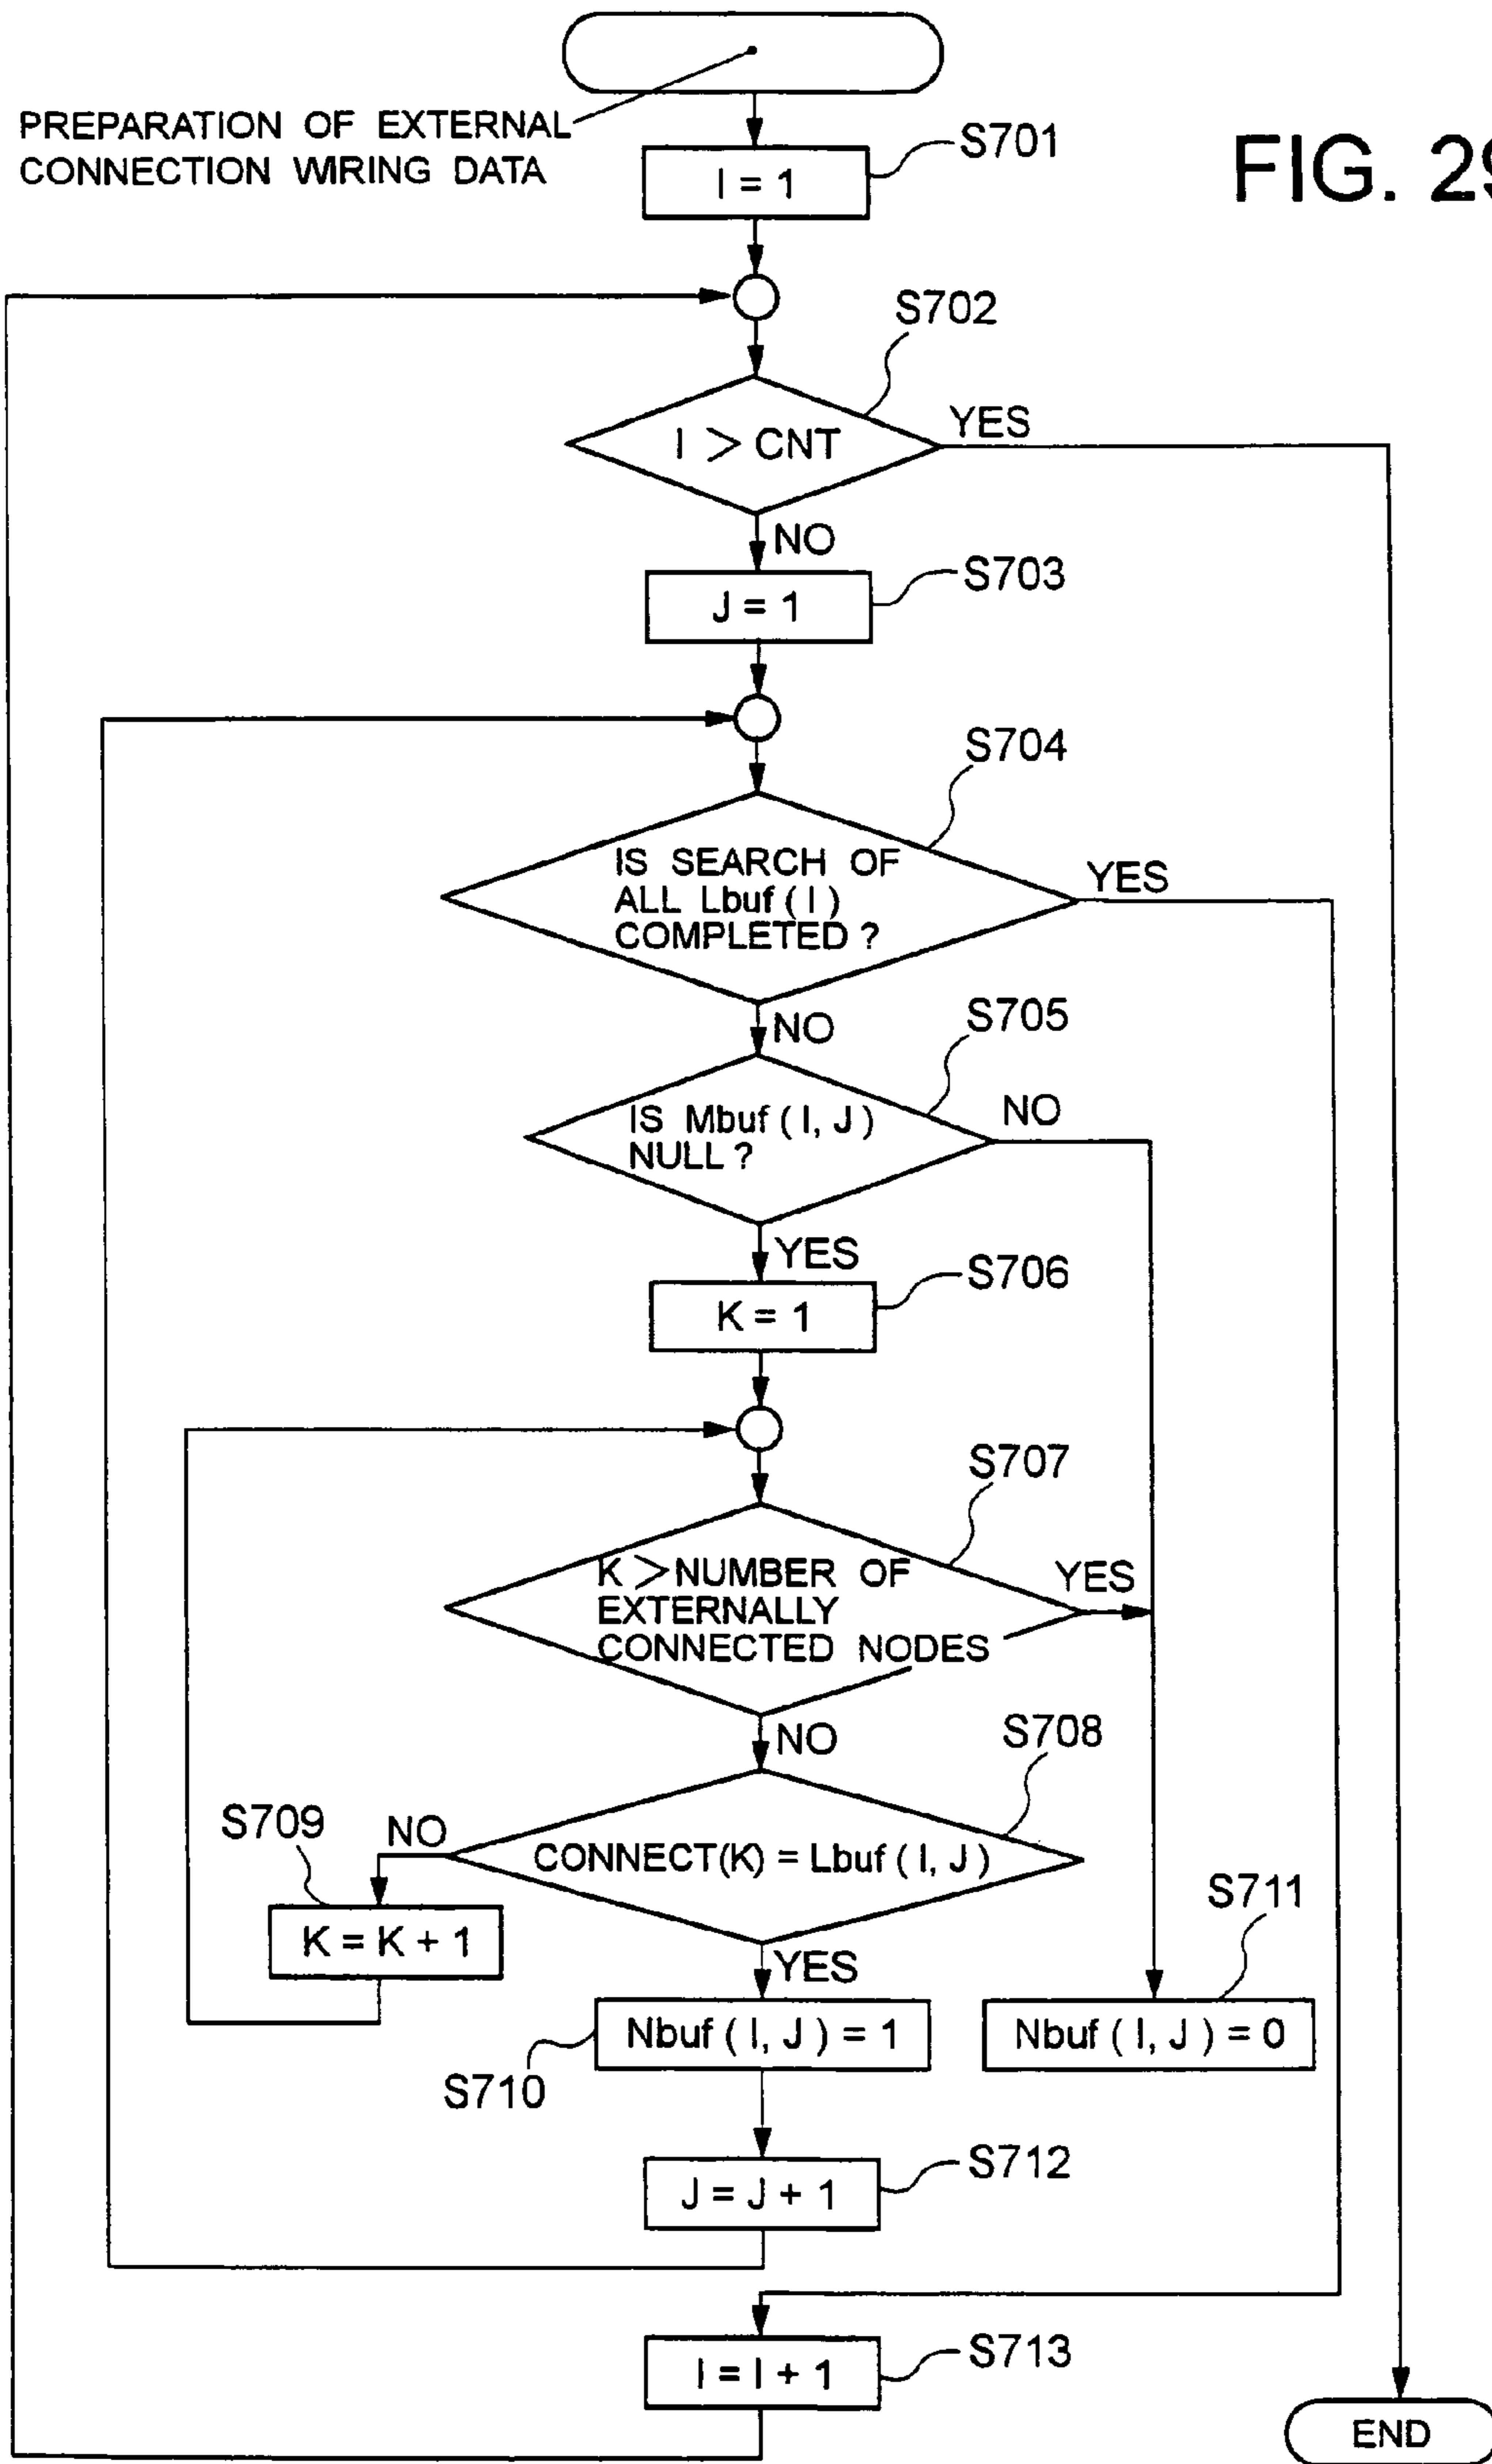 PREPARATION OF EXTERNAL
CONNECTION WIRING DATA
FIG. 29
S701
I = 1
S702
I > CNT
YES
NO
S703
J = 1
S704
IS SEARCH OF
ALL Lbuf ( I )
COMPLETED ?
YES
NO
S705
IS Mbuf ( I, J )
NULL ?
NO
YES
S706
K = 1
S707
K > NUMBER OF
EXTERNALLY
CONNECTED NODES
YES
NO
S708
CONNECT(K) = Lbuf ( I, J )
NO
S709
K = K + 1
YES
S710
Nbuf ( I, J ) = 1
S711
Nbuf ( I, J ) = 0
S712
J = J + 1
S713
I = I + 1
END